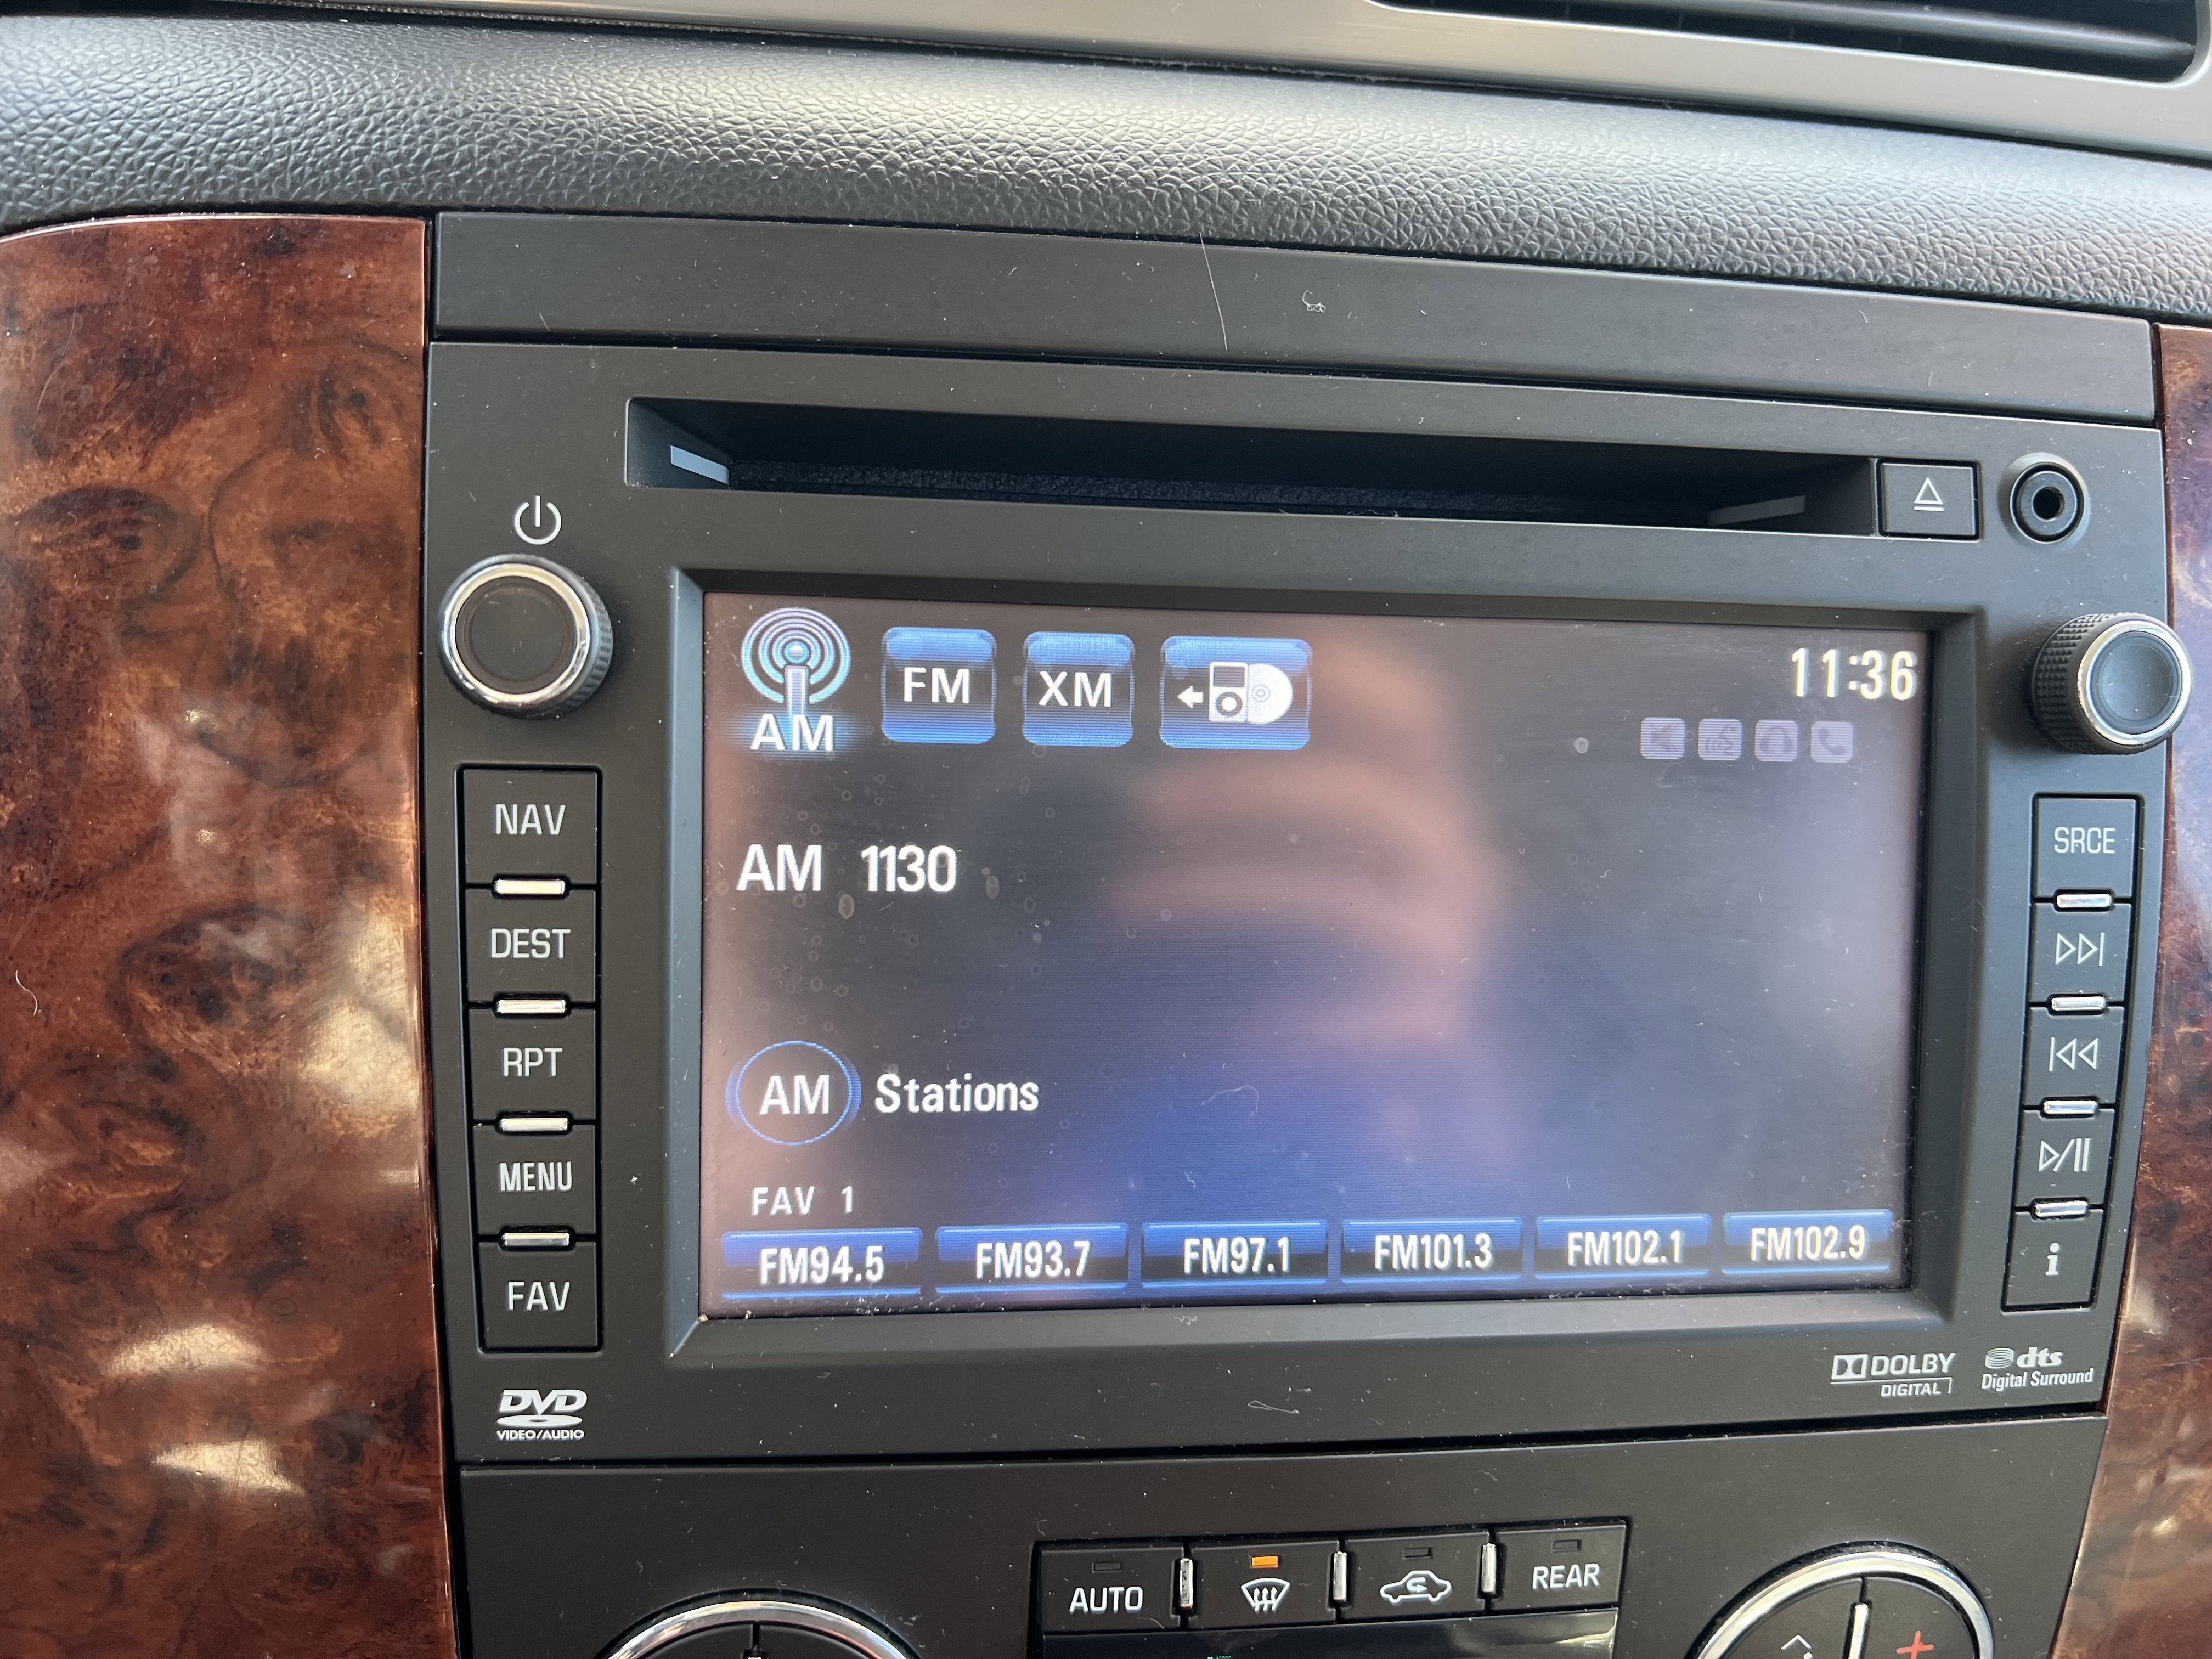 AM FM XM 11:36
AM 1130
AM Stations
FAV 1
FM94.5 FM93.7 FM97.1 FM101.3 FM102.1 FM102.9
NAV
DEST
RPT
MENU
FAV
SRCE
i
DVD
VIDEO/AUDIO
DOLBY
DIGITAL
dts
Digital Surround
AUTO REAR